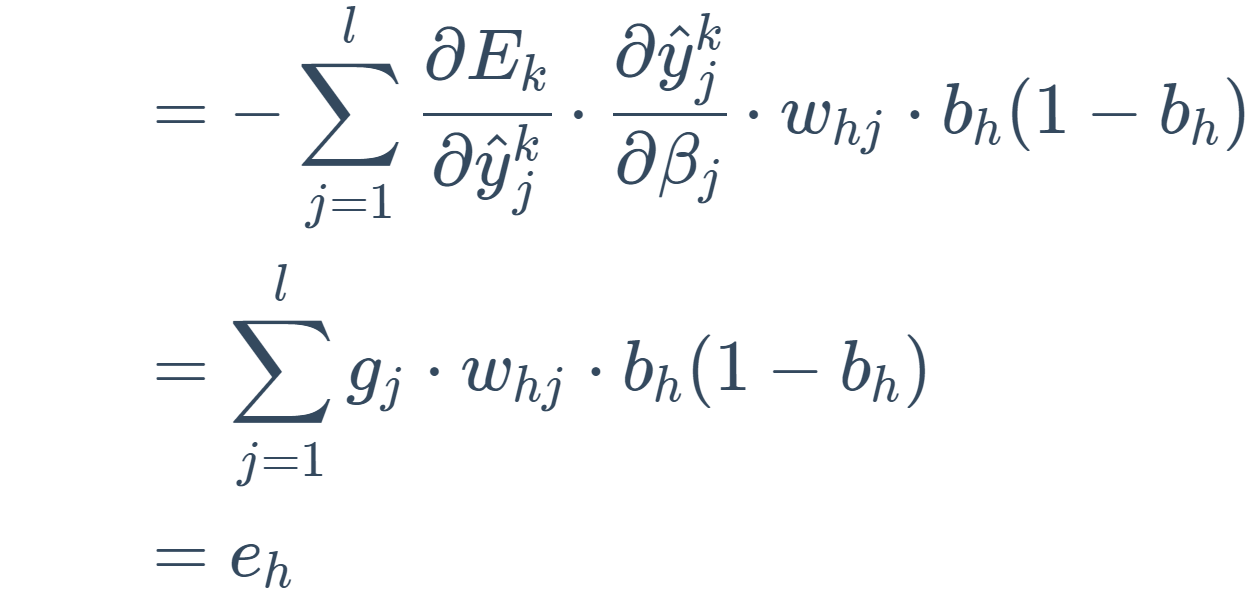 = -\sum_{j=1}^{l} \frac{\partial E_k}{\partial \hat{y}_j^k} \cdot \frac{\partial \hat{y}_j^k}{\partial \beta_j} \cdot w_{hj} \cdot b_h(1 - b_h)
= \sum_{j=1}^{l} g_j \cdot w_{hj} \cdot b_h(1 - b_h)
= e_h